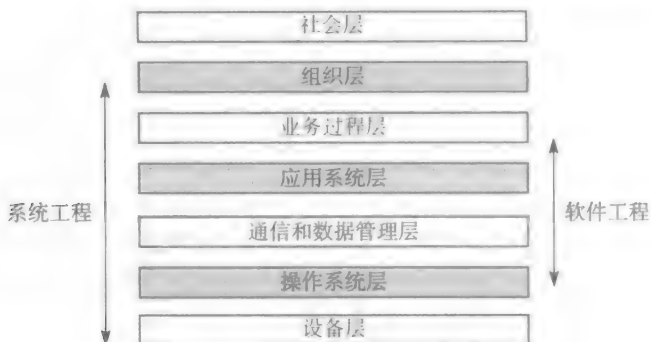 社会层
组织层
业务过程层
应用系统层
系统工程
软件工程
通信和数据管理层
操作系统层
设备层